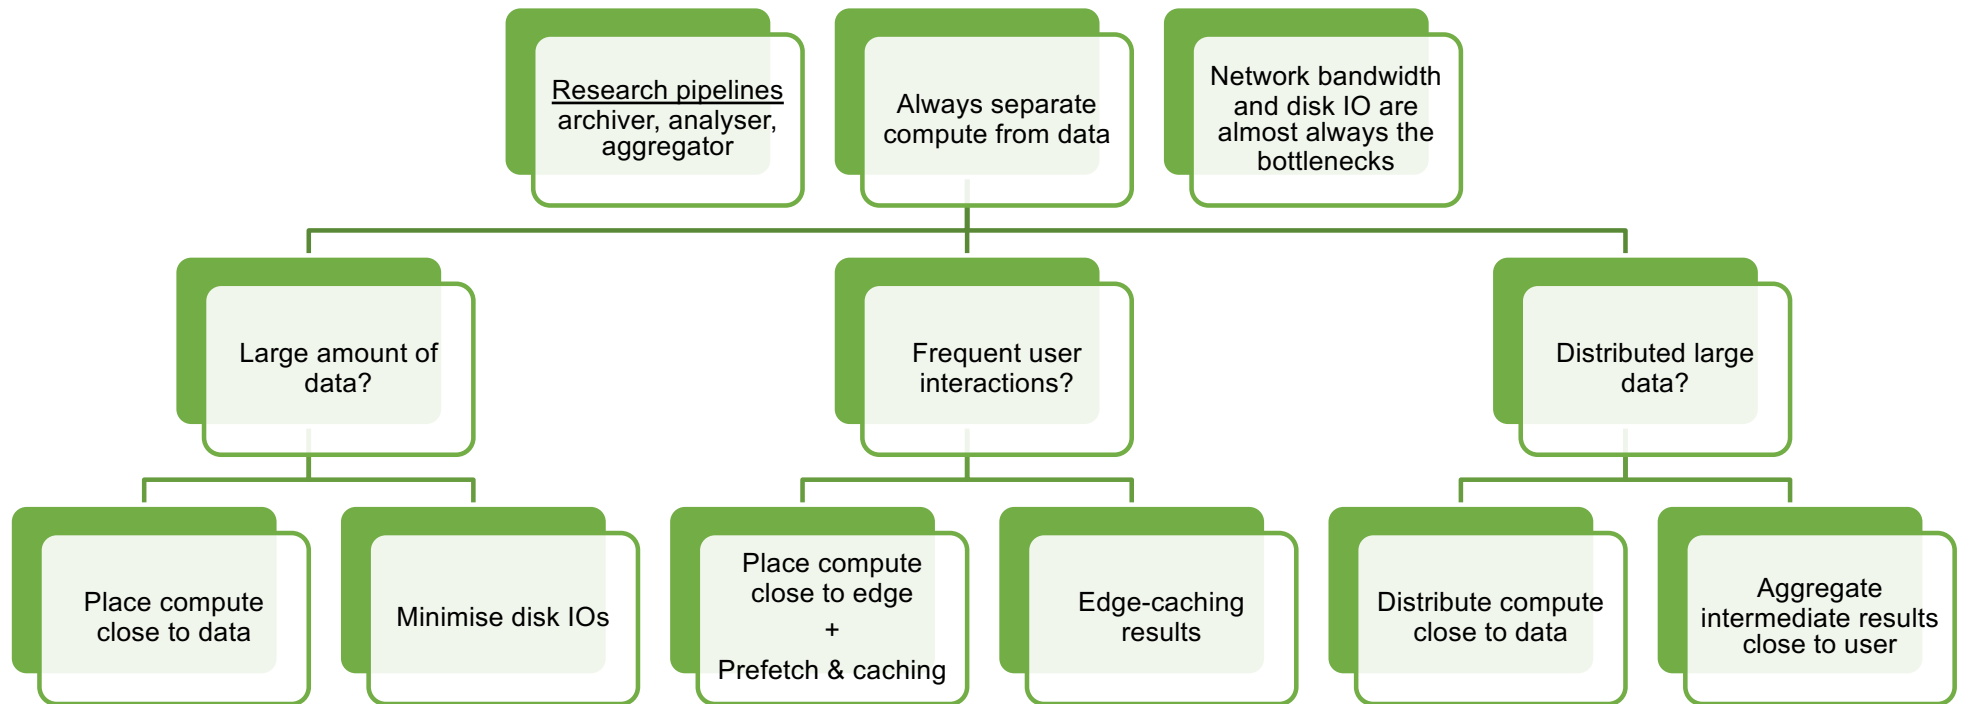 Research pipelines
archiver, analyser,
aggregator
Always separate
compute from data
Network bandwidth
and disk IO are
almost always the
bottlenecks
Large amount of
data?
Frequent user
interactions?
Distributed large
data?
Place compute
close to data
Minimise disk IOs
Place compute
close to edge
+
Prefetch & caching
Edge-caching
results
Distribute compute
close to data
Aggregate
intermediate results
close to user